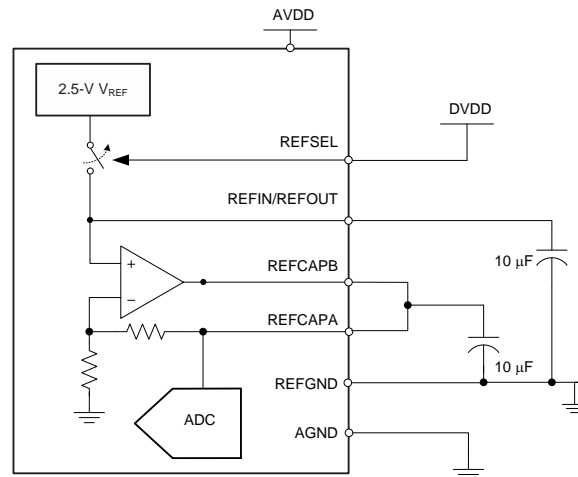 AVDD
2.5-V VREF
DVDD
REFSEL
REFIN/REFOUT
10 µF
+
REFCAPB
−
REFCAPA
10 µF
REFGND
ADC
AGND